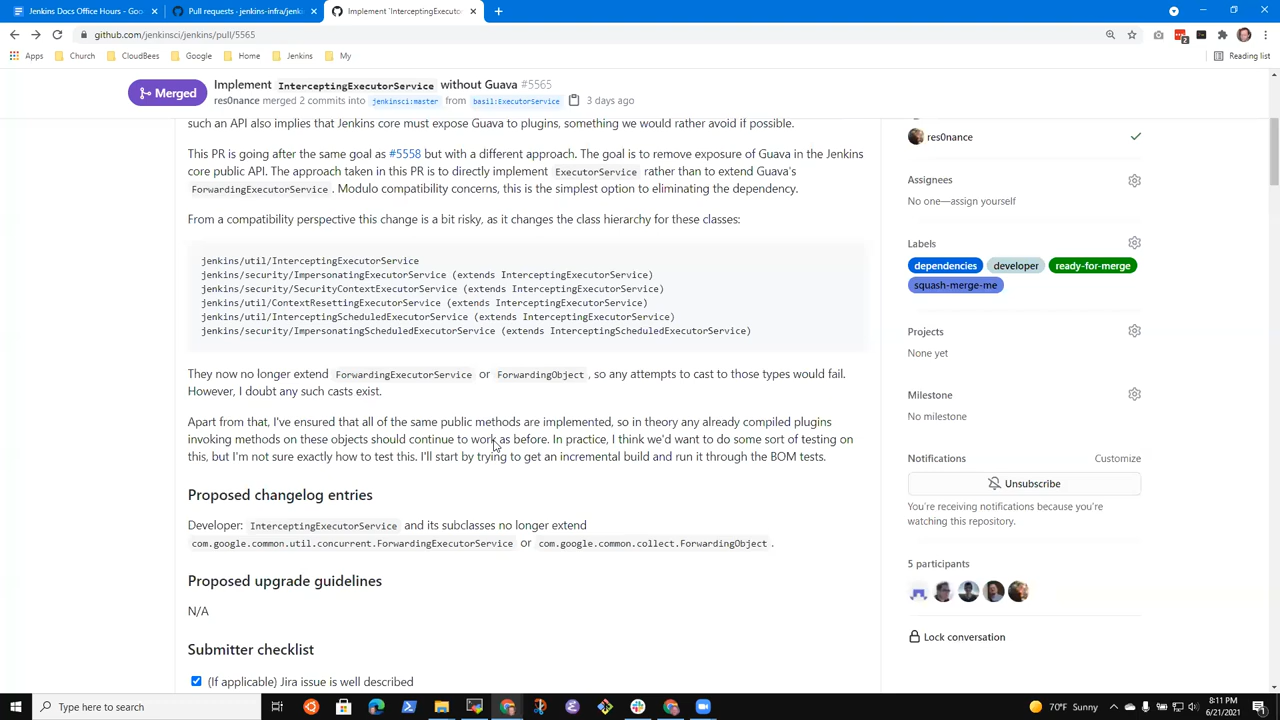 Jenkins Docs Office Hours - Goo
Pull requests · jenkins-infra/jenki
Implement `InterceptingExecutor
github.com/jenkinsci/jenkins/pull/5565
Apps
Church
CloudBees
Google
Home
Jenkins
My
Reading list
Merged
Implement InterceptingExecutorService without Guava #5565
res0nance merged 2 commits into jenkinsci:master from basil:ExecutorService 3 days ago
such an API also implies that Jenkins core must expose Guava to plugins, something we would rather avoid if possible.
This PR is going after the same goal as #5558 but with a different approach. The goal is to remove exposure of Guava in the Jenkins
core public API. The approach taken in this PR is to directly implement ExecutorService rather than to extend Guava's
ForwardingExecutorService. Modulo compatibility concerns, this is the simplest option to eliminating the dependency.
From a compatibility perspective this change is a bit risky, as it changes the class hierarchy for these classes:
jenkins/util/InterceptingExecutorService
jenkins/security/ImpersonatingExecutorService (extends InterceptingExecutorService)
jenkins/security/SecurityContextExecutorService (extends InterceptingExecutorService)
jenkins/util/ContextResettingExecutorService (extends InterceptingExecutorService)
jenkins/util/InterceptingScheduledExecutorService (extends InterceptingExecutorService)
jenkins/security/ImpersonatingScheduledExecutorService (extends InterceptingScheduledExecutorService)
They now no longer extend ForwardingExecutorService or ForwardingObject, so any attempts to cast to those types would fail.
However, I doubt any such casts exist.
Apart from that, I've ensured that all of the same public methods are implemented, so in theory any already compiled plugins
invoking methods on these objects should continue to work as before. In practice, I think we'd want to do some sort of testing on
this, but I'm not sure exactly how to test this. I'll start by trying to get an incremental build and run it through the BOM tests.
Proposed changelog entries
Developer: InterceptingExecutorService and its subclasses no longer extend
com.google.common.util.concurrent.ForwardingExecutorService or com.google.common.collect.ForwardingObject.
Proposed upgrade guidelines
N/A
Submitter checklist
(If applicable) Jira issue is well described
res0nance
Assignees
No one—assign yourself
Labels
dependencies developer ready-for-merge
squash-merge-me
Projects
None yet
Milestone
No milestone
Notifications Customize
Unsubscribe
You're receiving notifications because you're
watching this repository.
5 participants
Lock conversation
Type here to search
70°F Sunny
8:11 PM
6/21/2021